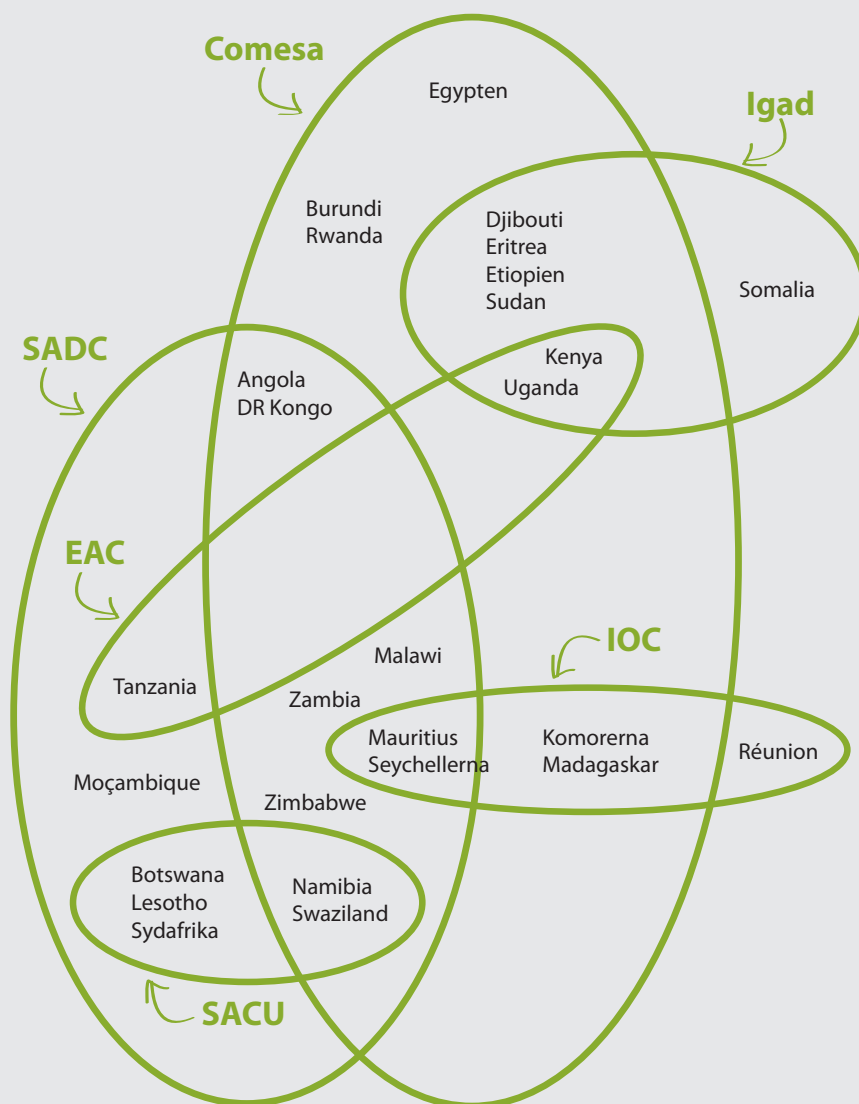 Comesa
Egypten
Igad
Burundi
Rwanda
Djibouti
Eritrea
Etiopien
Sudan
Somalia
SADC
Angola
DR Kongo
Kenya
Uganda
EAC
IOC
Malawi
Tanzania
Zambia
Mauritius
Seychellerna
Komorerna
Madagaskar
Réunion
Moçambique
Zimbabwe
Botswana
Lesotho
Sydafrika
Namibia
Swaziland
SACU